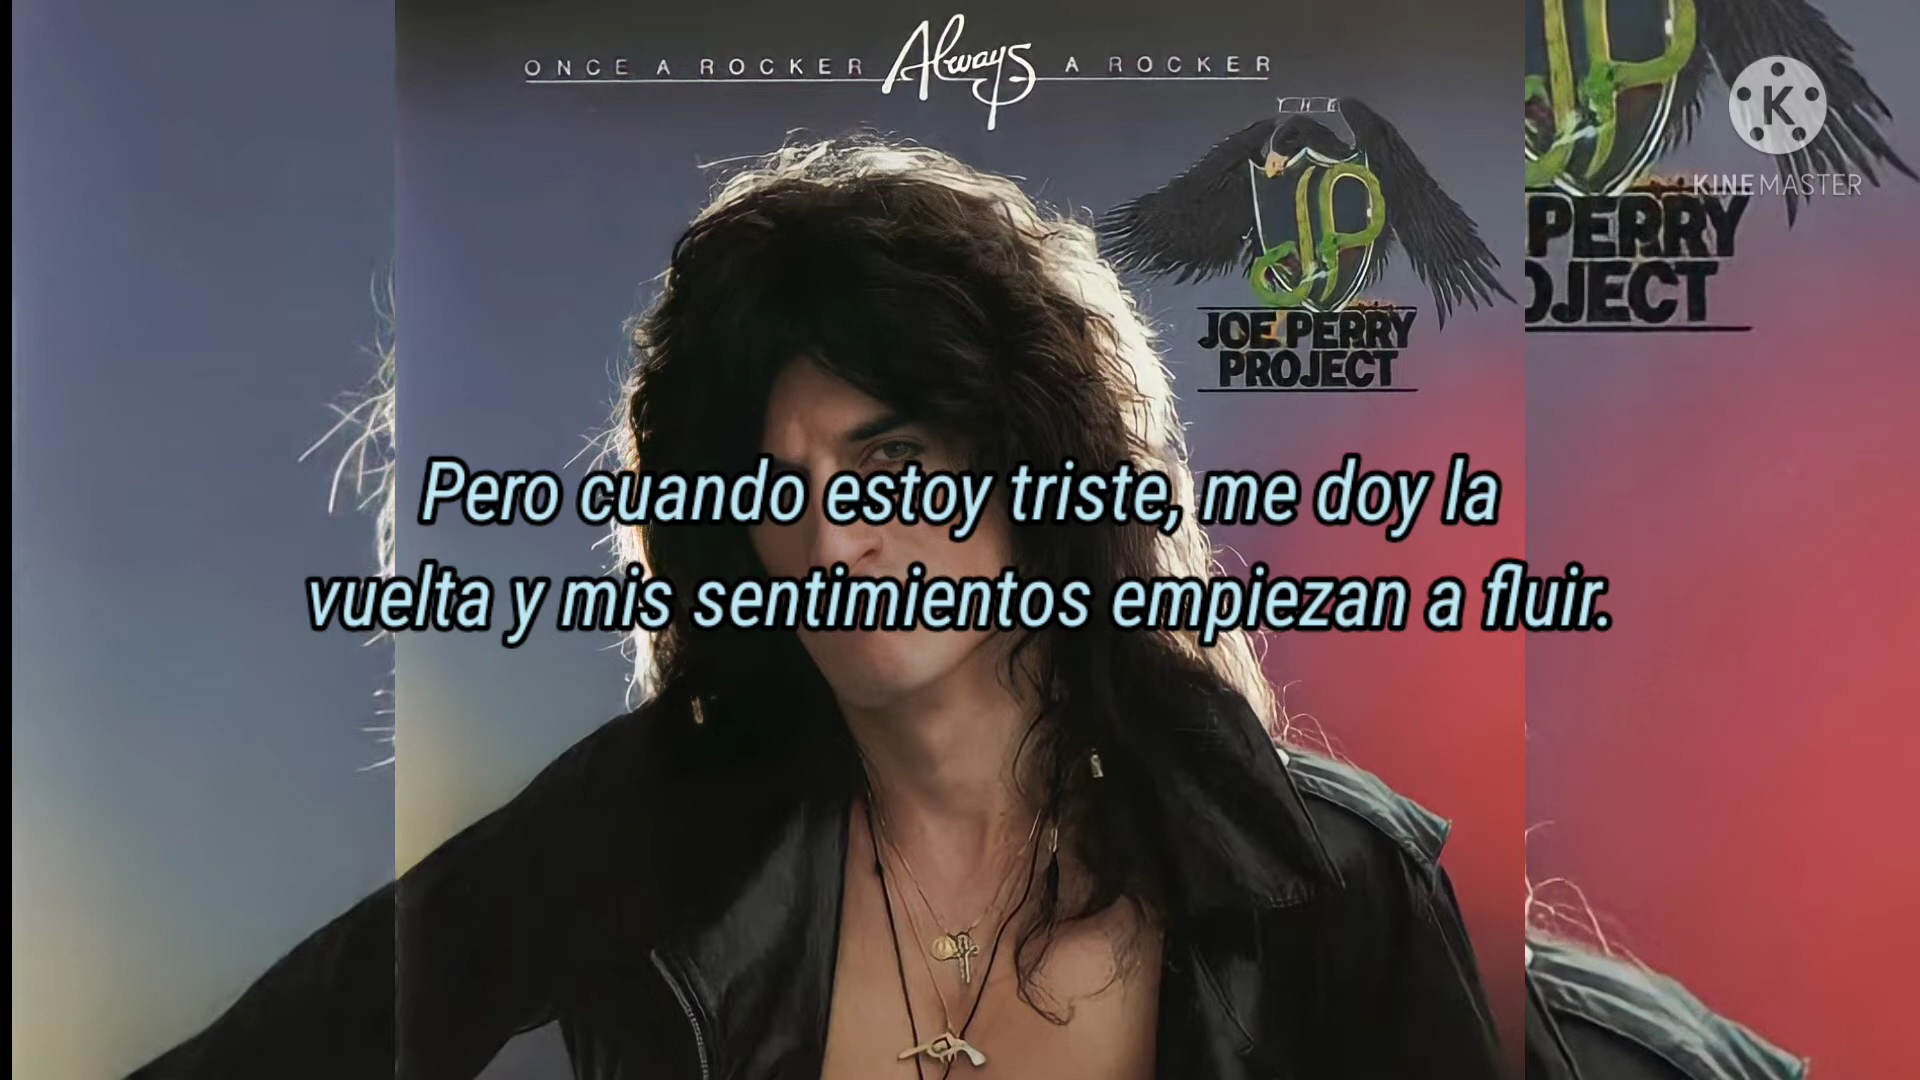 ONCE A ROCKER Always A ROCKER
THE
JP
JOE PERRY
PROJECT
JP
PERRY
OJECT
K
KINEMASTER
Pero cuando estoy triste, me doy la
vuelta y mis sentimientos empiezan a fluir.